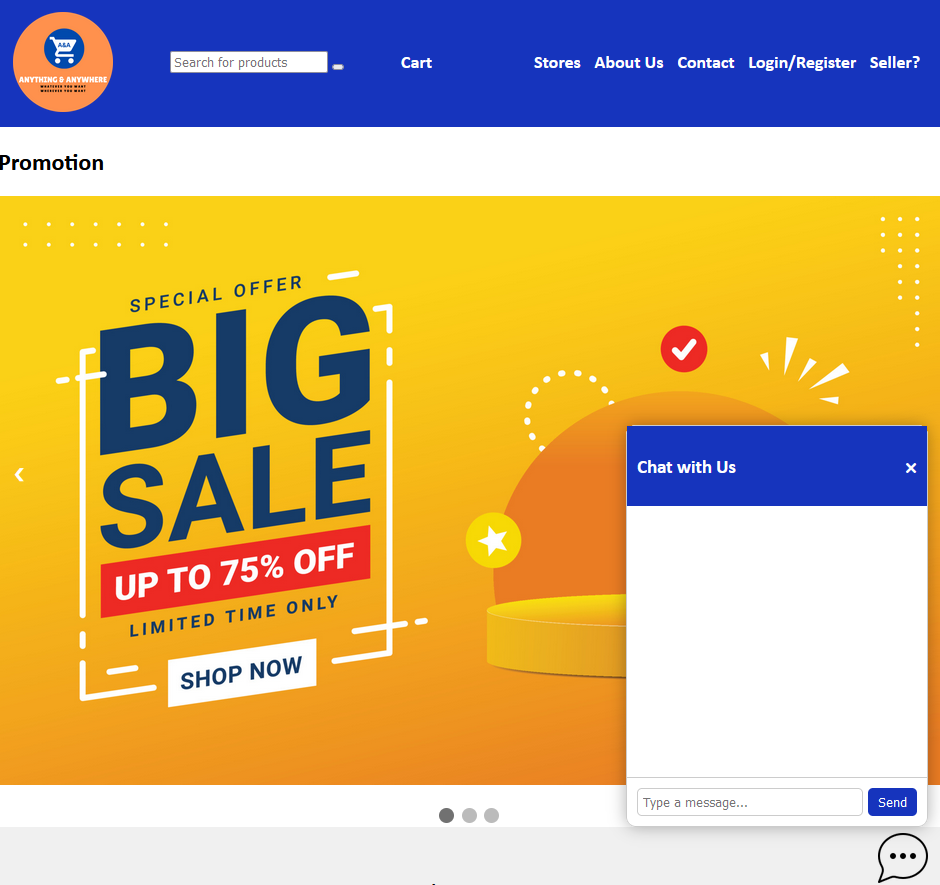 A&A
ANYTHING & ANYWHERE
WHATEVER YOU WANT
WHEREVER YOU WANT
Search for products
Cart
Stores
About Us
Contact
Login/Register
Seller?
Promotion
SPECIAL OFFER
BIG
SALE
UP TO 75% OFF
LIMITED TIME ONLY
SHOP NOW
Chat with Us
Type a message...
Send